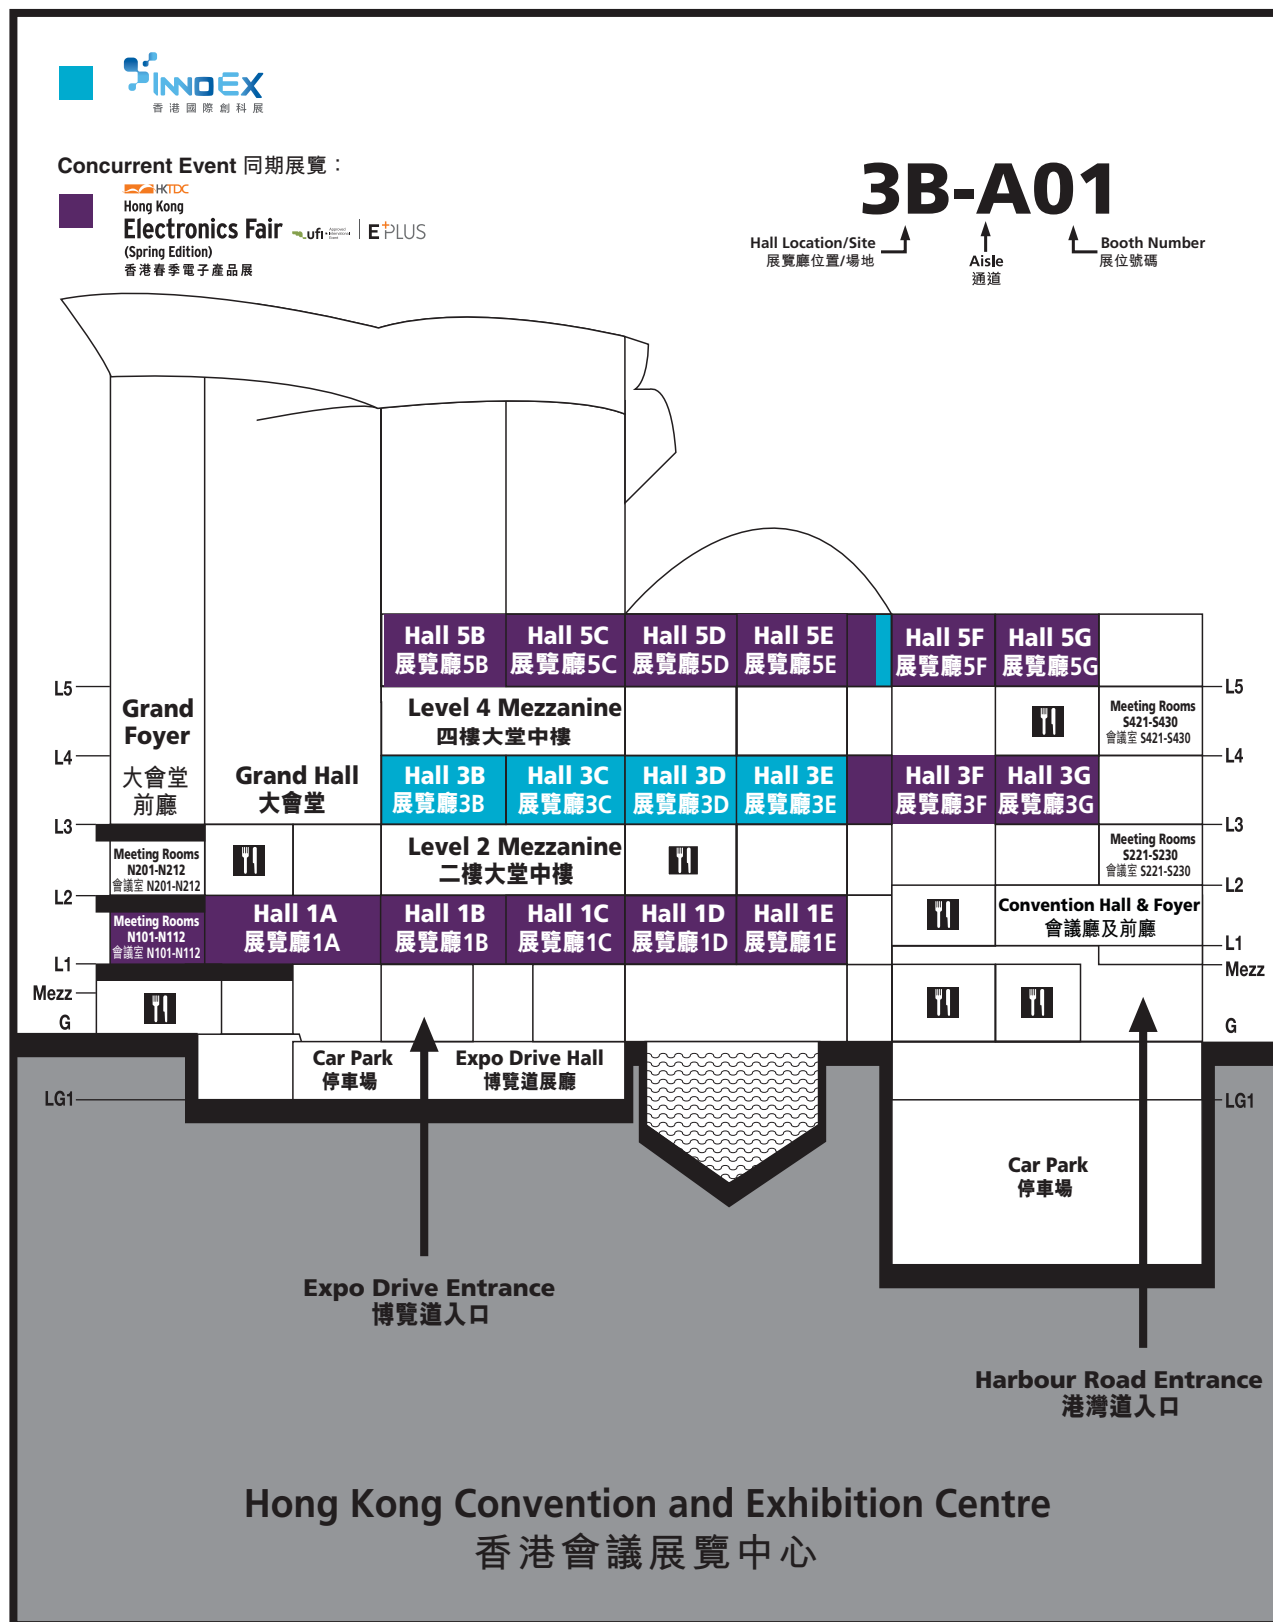 INNOEX
香港國際創科展
Concurrent Event 同期展覽：
HKTDC
Hong Kong
Electronics Fair
(Spring Edition)
香港春季電子產品展
ufi Approved International Event
E+PLUS
3B-A01
Hall Location/Site
展覽廳位置/場地
Aisle
通道
Booth Number
展位號碼
Hall 5B
展覽廳5B
Hall 5C
展覽廳5C
Hall 5D
展覽廳5D
Hall 5E
展覽廳5E
Hall 5F
展覽廳5F
Hall 5G
展覽廳5G
L5
L5
Grand
Foyer
大會堂
前廳
Grand Hall
大會堂
Level 4 Mezzanine
四樓大堂中樓
Meeting Rooms
S421-S430
會議室 S421-S430
L4
L4
Hall 3B
展覽廳3B
Hall 3C
展覽廳3C
Hall 3D
展覽廳3D
Hall 3E
展覽廳3E
Hall 3F
展覽廳3F
Hall 3G
展覽廳3G
L3
L3
Meeting Rooms
N201-N212
會議室 N201-N212
Level 2 Mezzanine
二樓大堂中樓
Meeting Rooms
S221-S230
會議室 S221-S230
L2
L2
Meeting Rooms
N101-N112
會議室 N101-N112
Hall 1A
展覽廳1A
Hall 1B
展覽廳1B
Hall 1C
展覽廳1C
Hall 1D
展覽廳1D
Hall 1E
展覽廳1E
Convention Hall & Foyer
會議廳及前廳
L1
L1
Mezz
Mezz
G
G
Car Park
停車場
Expo Drive Hall
博覽道展廳
LG1
LG1
Car Park
停車場
Expo Drive Entrance
博覽道入口
Harbour Road Entrance
港灣道入口
Hong Kong Convention and Exhibition Centre
香港會議展覽中心